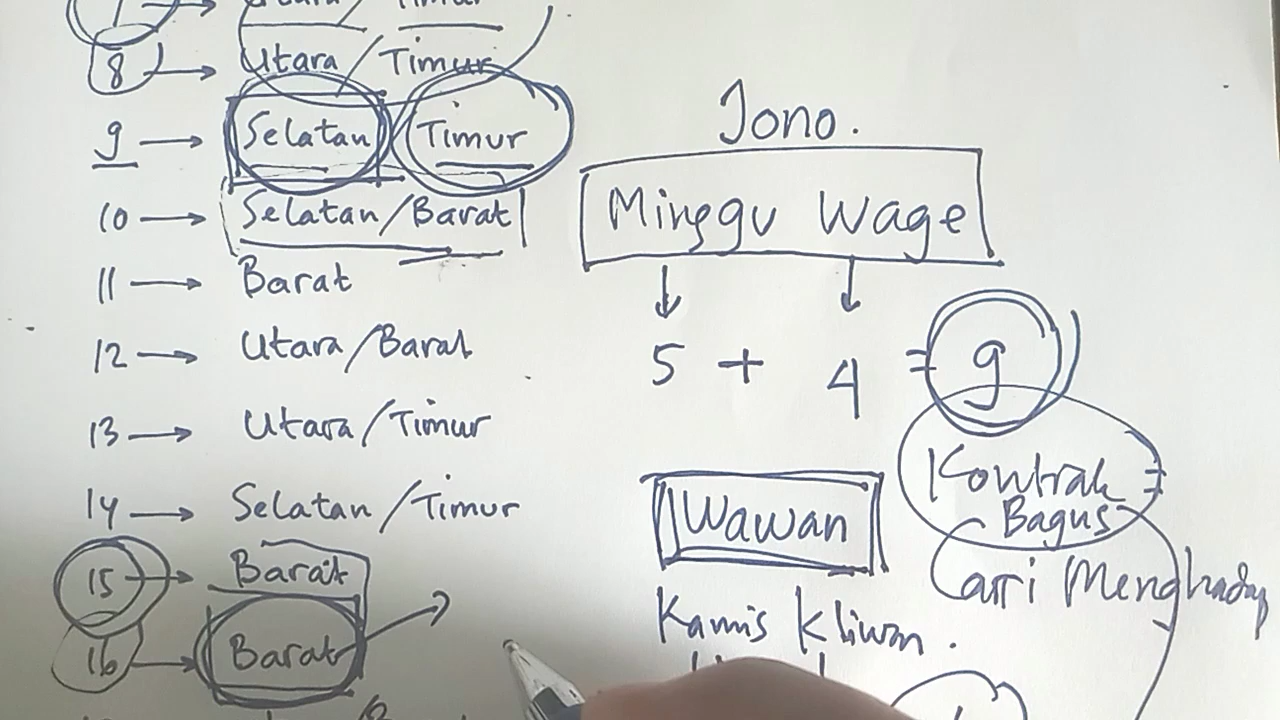 Timur
8 → Utara / Timur
9 → Selatan / Timur
10 → Selatan / Barat
11 → Barat
12 → Utara / Barat
13 → Utara / Timur
14 → Selatan / Timur
15 → Barat
16 → Barat
Jono.
Minggu Wage
5 + 4 = 9
Kontrak
Bagus
Cari Menghadap
Wawan
Kamis Kliwon.